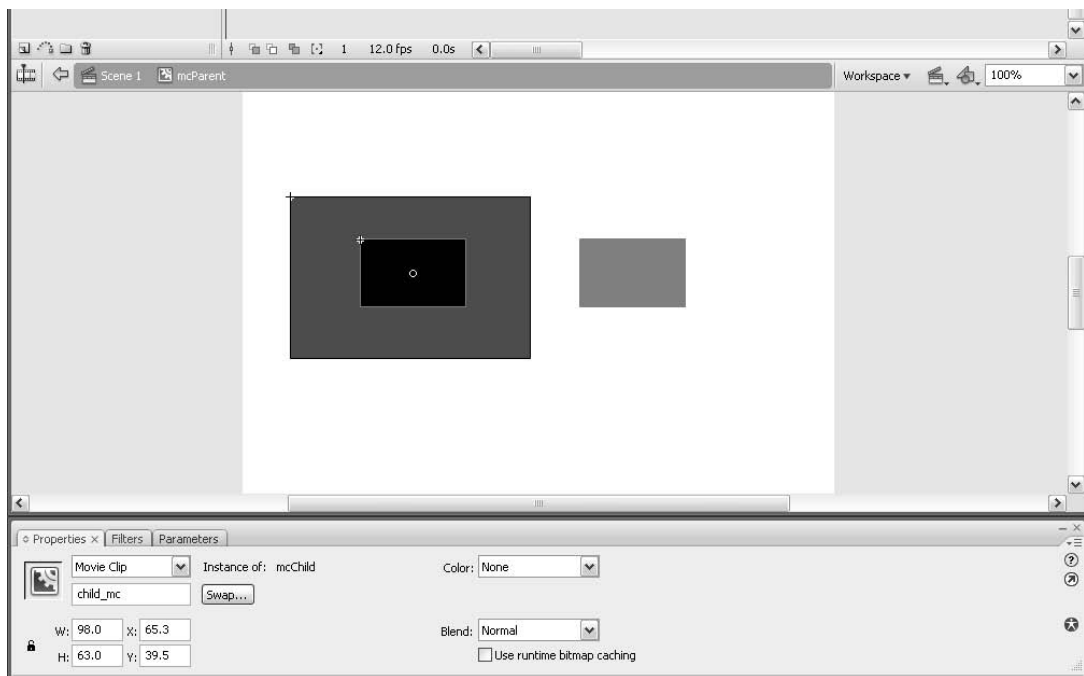 1 12.0 fps 0.0s
Scene 1 mcParent Workspace 100%
Properties × Filters Parameters
Movie Clip Instance of: mcChild Color: None
child_mc Swap...
W: 98.0 X: 65.3 Blend: Normal
H: 63.0 Y: 39.5 Use runtime bitmap caching